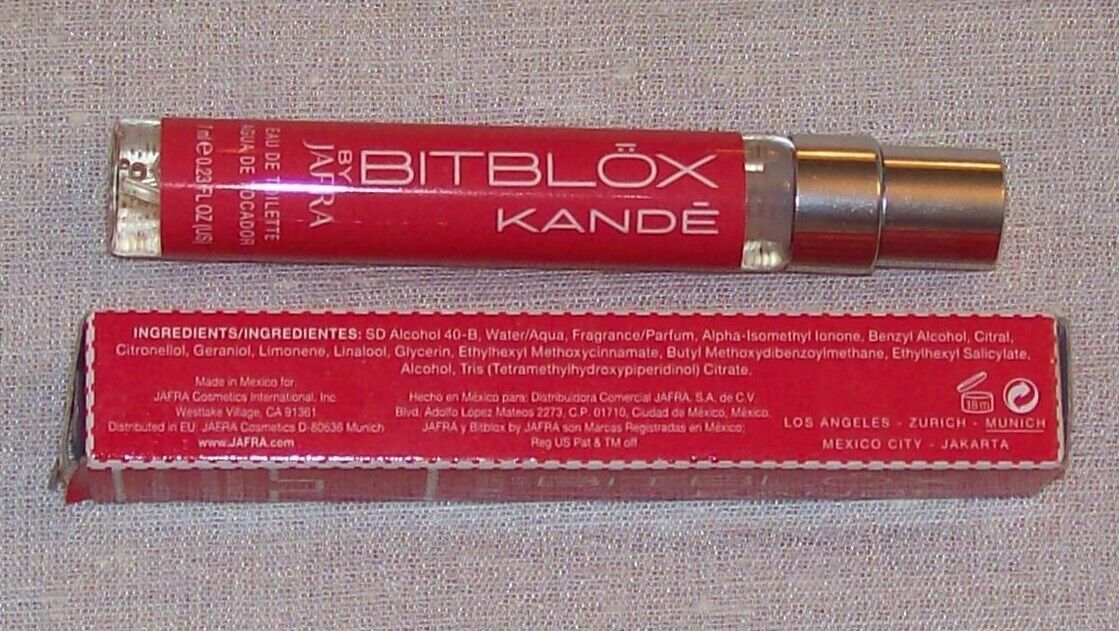 BITBLŌX
KANDĒ
BY
JAFRA
EAU DE TOILETTE
AGUA DE TOCADOR
7 ml e 0.23 FL OZ (US)
INGREDIENTS/INGREDIENTES: SD Alcohol 40-B, Water/Aqua, Fragrance/Parfum, Alpha-Isomethyl Ionone, Benzyl Alcohol, Citral,
Citronellol, Geraniol, Limonene, Linalool, Glycerin, Ethylhexyl Methoxycinnamate, Butyl Methoxydibenzoylmethane, Ethylhexyl Salicylate,
Alcohol, Tris (Tetramethylhydroxypiperidinol) Citrate.
Made in Mexico for:
JAFRA Cosmetics International, Inc
Westlake Village, CA 91361
Distributed in EU JAFRA Cosmetics D-80636 Munich
www.JAFRA.com
Hecho en México para: Distribuidora Comercial JAFRA, S.A. de C.V.
Blvd. Adolfo López Mateos 2273, C.P. 01710, Ciudad de México, México.
JAFRA y Bitblox by JAFRA son Marcas Registradas en México;
Reg US Pat & TM off
18m
LOS ANGELES - ZURICH - MUNICH
MEXICO CITY - JAKARTA